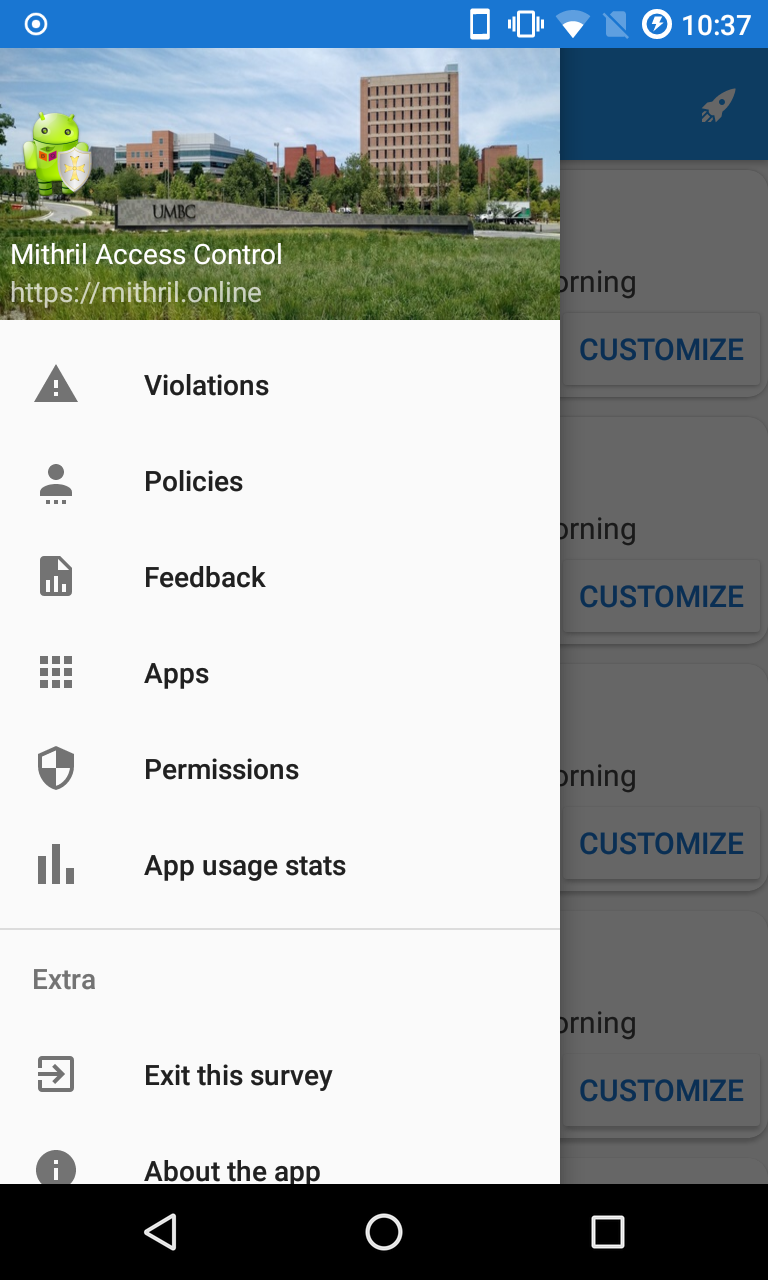 10:37
UMBC
Mithril Access Control
https://mithril.online
Violations
Policies
Feedback
Apps
Permissions
App usage stats
Extra
Exit this survey
About the app
orning
CUSTOMIZE
orning
CUSTOMIZE
orning
CUSTOMIZE
orning
CUSTOMIZE